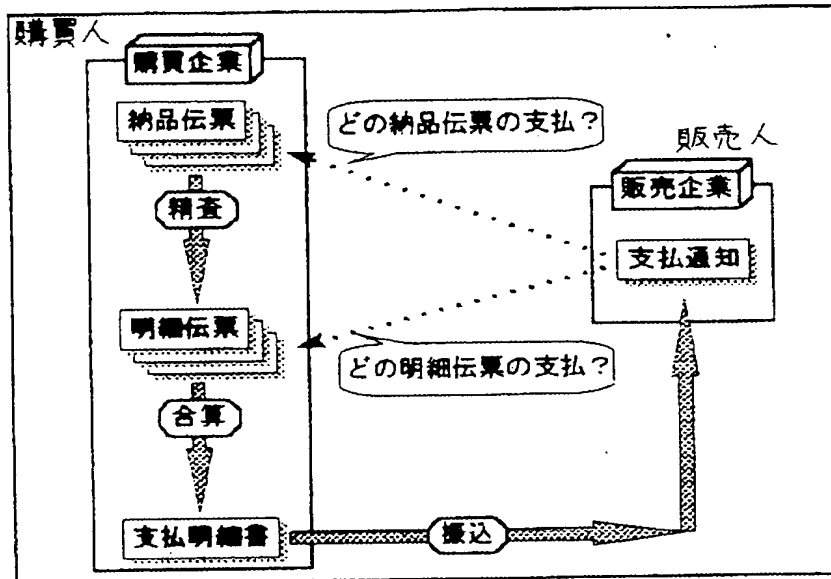 購買人
購買企業
納品伝票
どの納品伝票の支払？
販売人
販売企業
精査
支払通知
明細伝票
どの明細伝票の支払？
合算
支払明細書
振込